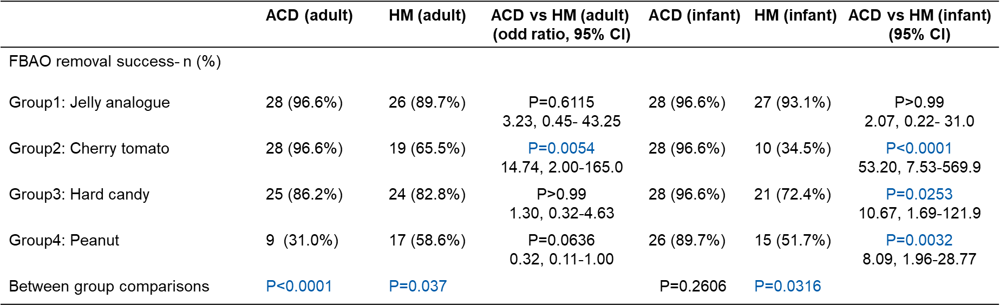 ACD (adult) HM (adult) ACD vs HM (adult) ACD (infant) HM (infant) ACD vs HM (infant)
(odd ratio, 95% CI) (95% CI)
FBAO removal success- n (%)
Group1: Jelly analogue 28 (96.6%) 26 (89.7%) P=0.6115 28 (96.6%) 27 (93.1%) P>0.99
3.23, 0.45- 43.25 2.07, 0.22- 31.0
Group2: Cherry tomato 28 (96.6%) 19 (65.5%) P=0.0054 28 (96.6%) 10 (34.5%) P<0.0001
14.74, 2.00-165.0 53.20, 7.53-569.9
Group3: Hard candy 25 (86.2%) 24 (82.8%) P>0.99 28 (96.6%) 21 (72.4%) P=0.0253
1.30, 0.32-4.63 10.67, 1.69-121.9
Group4: Peanut 9 (31.0%) 17 (58.6%) P=0.0636 26 (89.7%) 15 (51.7%) P=0.0032
0.32, 0.11-1.00 8.09, 1.96-28.77
Between group comparisons P<0.0001 P=0.037 P=0.2606 P=0.0316